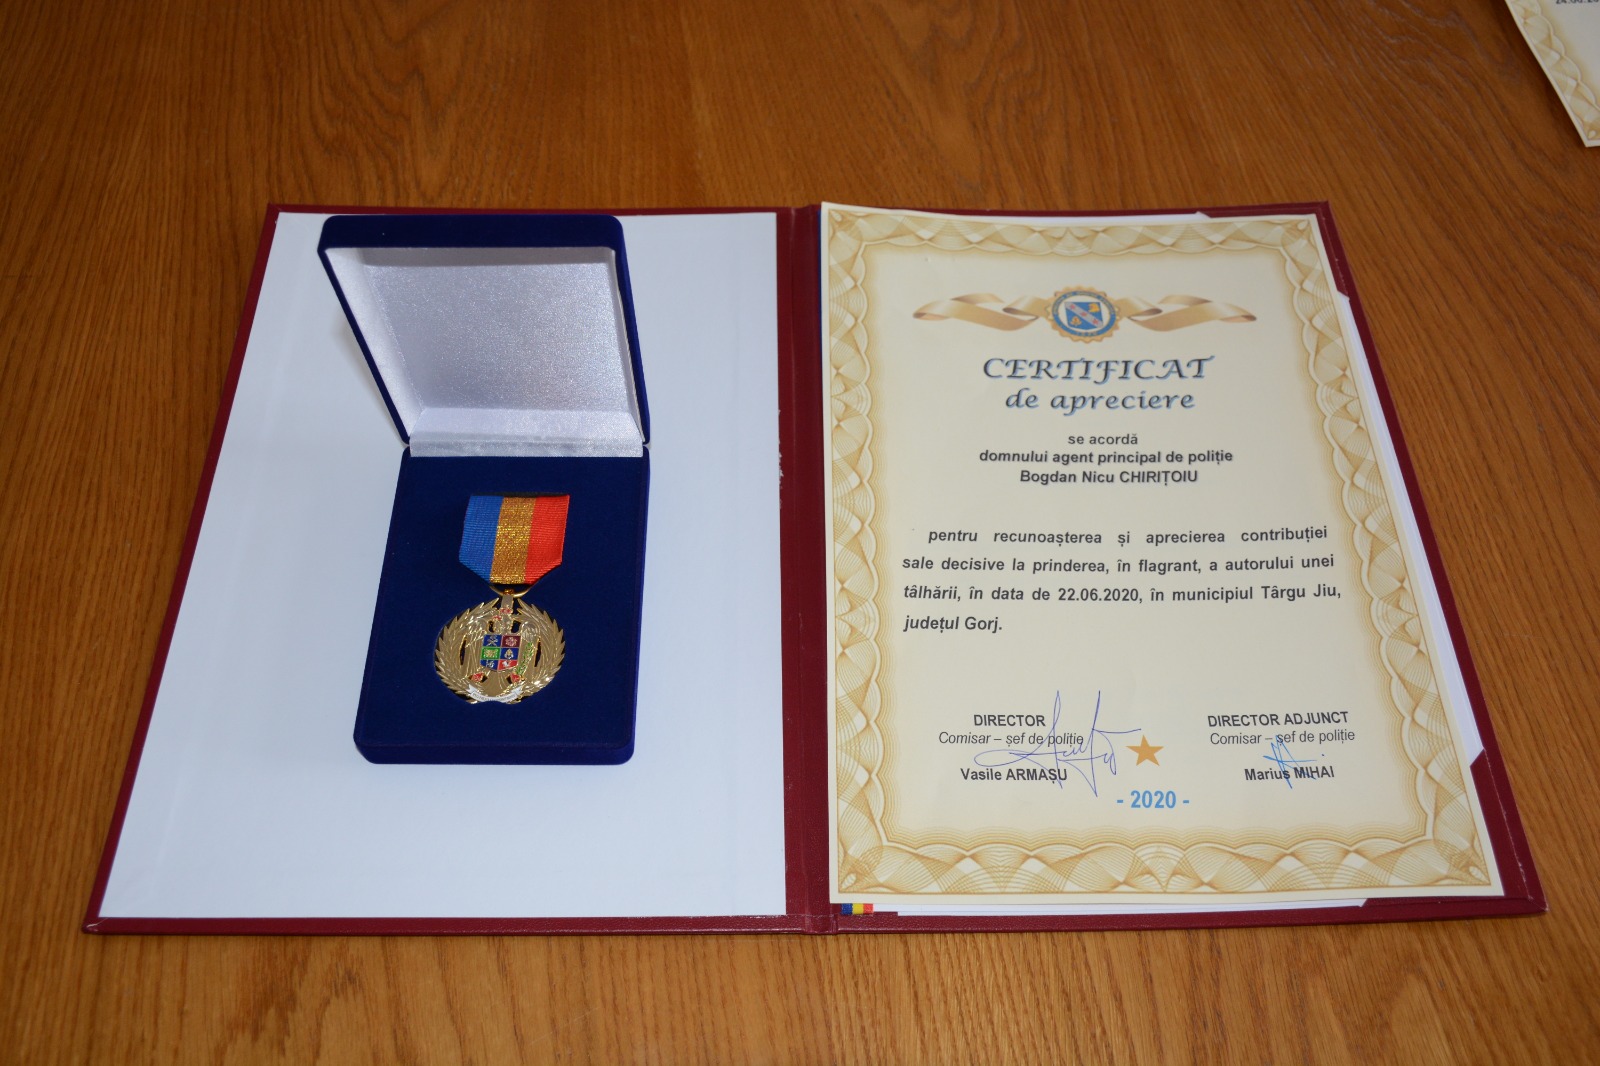 CERTIFICAT
de apreciere
se acordă
domnului agent principal de poliție
Bogdan Nicu CHIRIȚOIU
pentru recunoașterea și aprecierea contribuției
sale decisive la prinderea, în flagrant, a autorului unei
tâlhării, în data de 22.06.2020, în municipiul Târgu Jiu,
județul Gorj.
DIRECTOR
Comisar – șef de poliție
Vasile ARMAȘU
DIRECTOR ADJUNCT
Comisar – șef de poliție
Marius MIHAI
- 2020 -